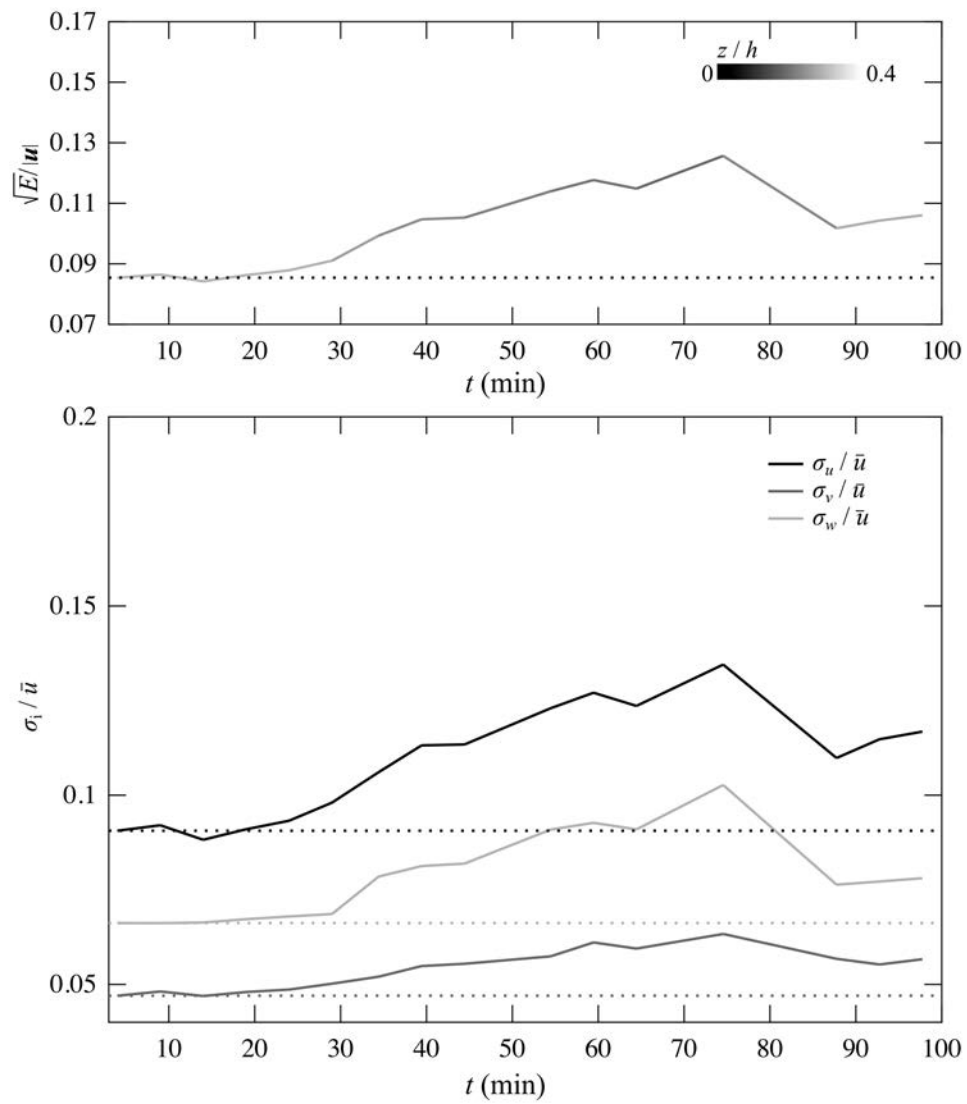 0.17
0.15
0.13
0.11
0.09
0.07
√E/|u|
z / h
0 0.4
10 20 30 40 50 60 70 80 90 100
t (min)
0.2
0.15
0.1
0.05
σi / ū
σu / ū
σv / ū
σw / ū
10 20 30 40 50 60 70 80 90 100
t (min)